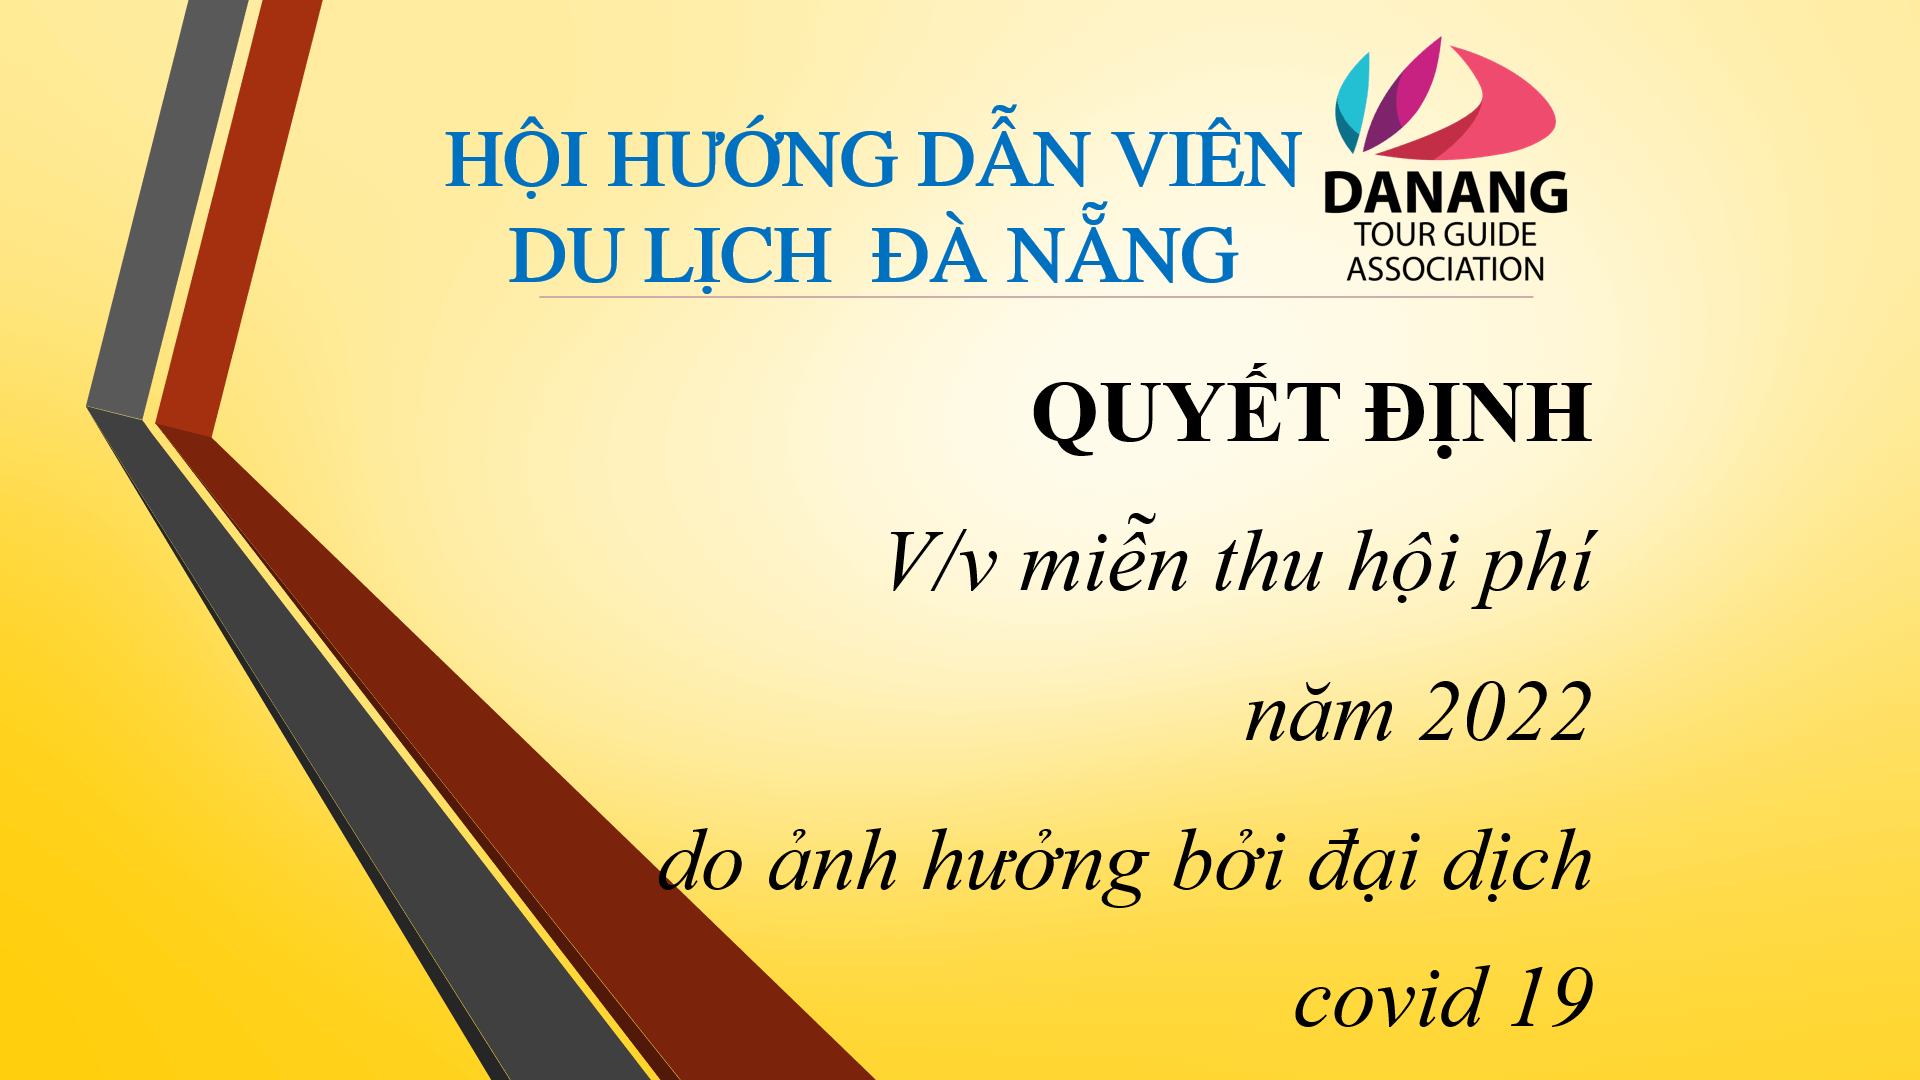 HỘI HƯỚNG DẪN VIÊN
DU LỊCH ĐÀ NẴNG
DANANG
TOUR GUIDE
ASSOCIATION
QUYẾT ĐỊNH
V/v miễn thu hội phí
năm 2022
do ảnh hưởng bởi đại dịch
covid 19